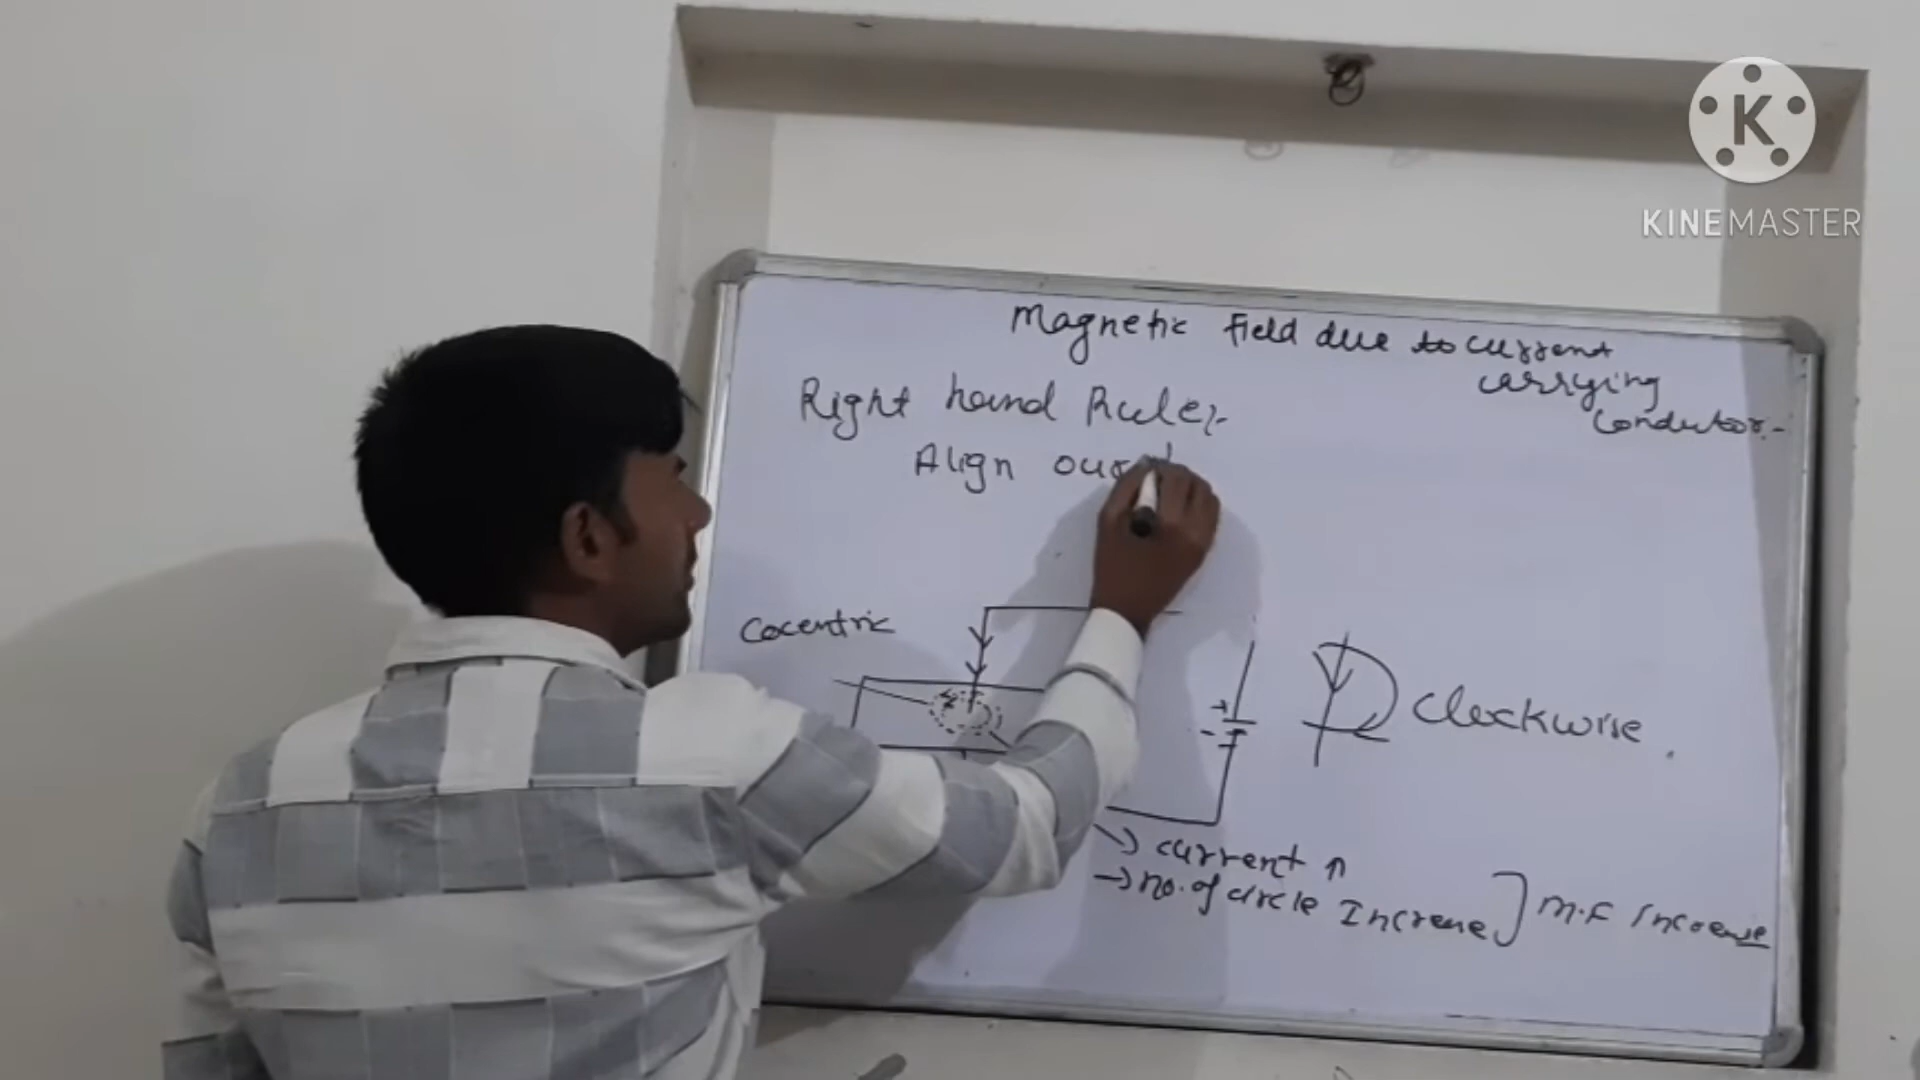 K
KINEMASTER
Magnetic field due to current
carrying
Conductor:-
Right hand Rule:-
Align our
Cocentric
+
-
Clockwise.
→ current ↑
→ no. of circle Increase ] M.F Increase